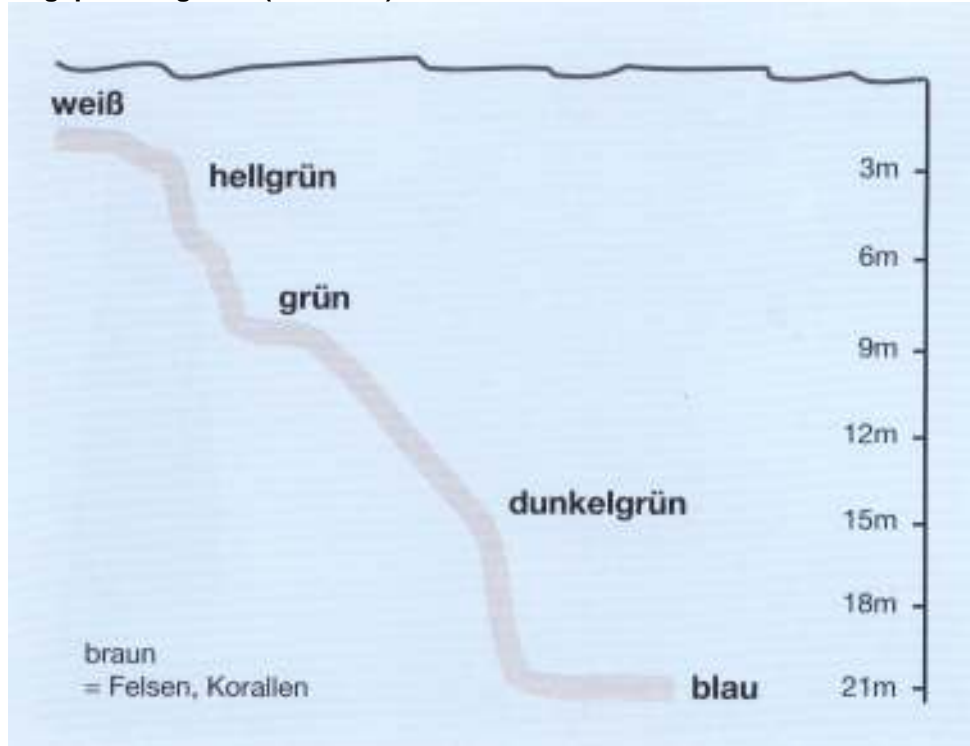 weiß
hellgrün
3m
6m
grün
9m
12m
dunkelgrün
15m
18m
braun
= Felsen, Korallen
blau
21m